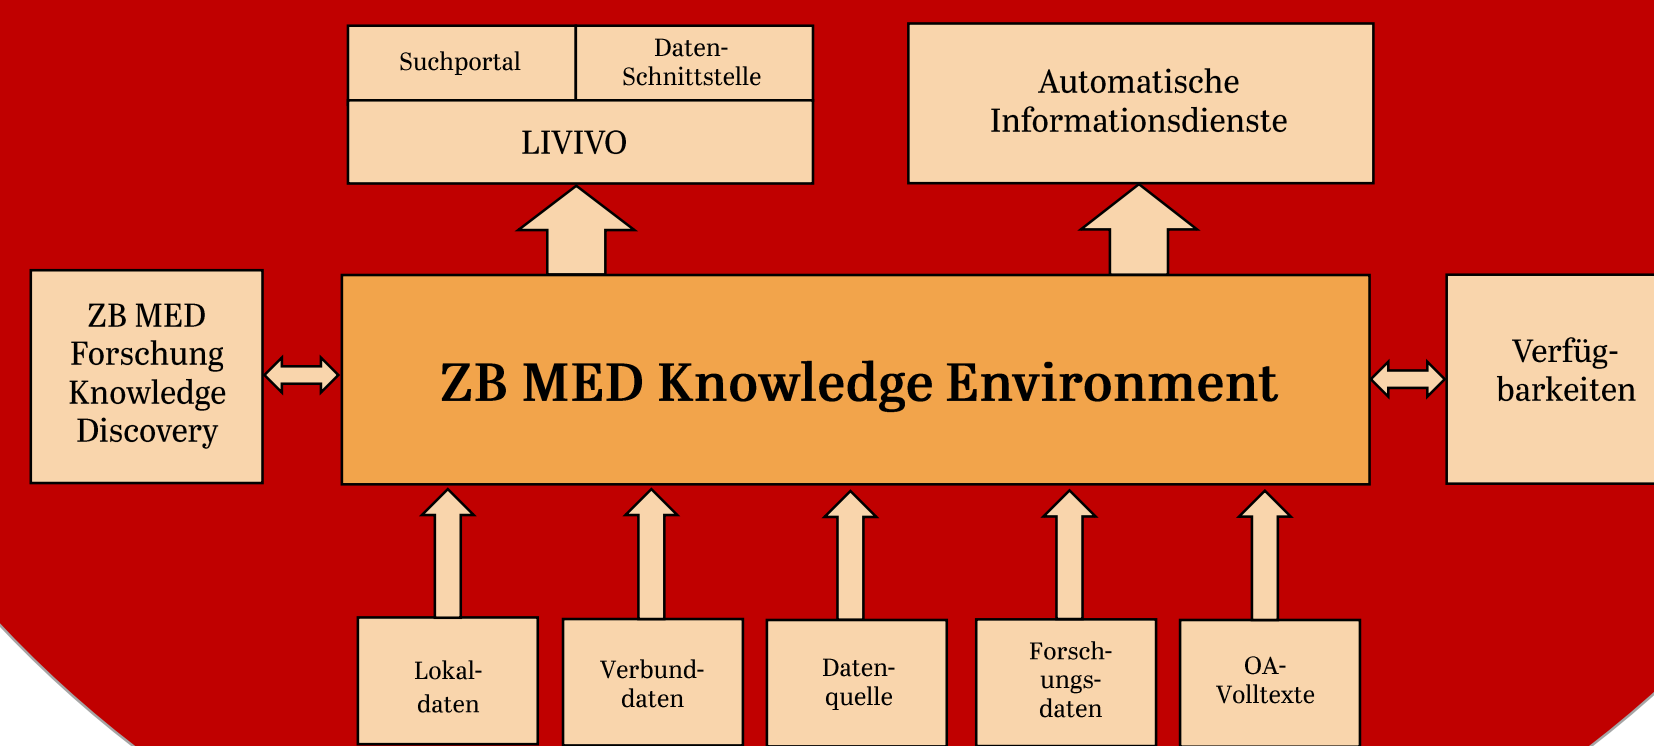 Suchportal
Daten-
Schnittstelle
LIVIVO
Automatische
Informationsdienste
ZB MED
Forschung
Knowledge
Discovery
ZB MED Knowledge Environment
Verfüg-
barkeiten
Lokal-
daten
Verbund-
daten
Daten-
quelle
Forsch-
ungs-
daten
OA-
Volltexte